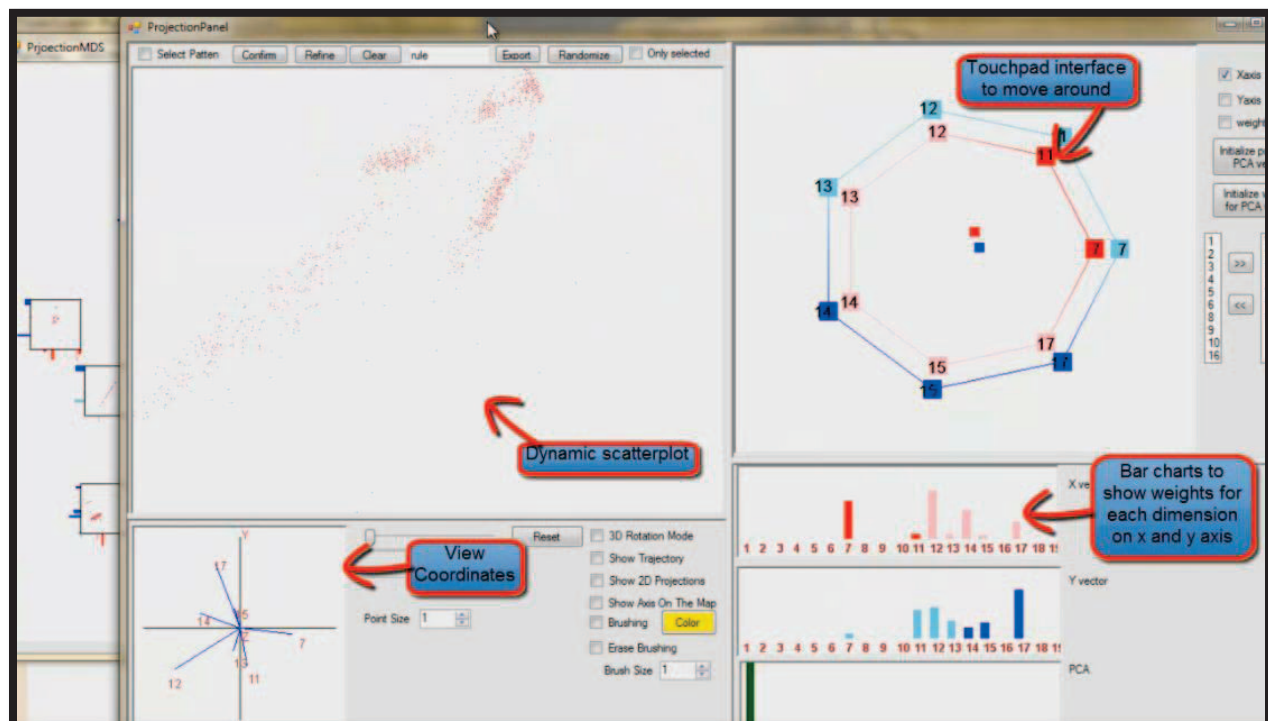 ProjectionPanel
PrjoectionMDS
Select Patten
Confirm
Refine
Clear
rule
Export
Randomize
Only selected
Touchpad interface
to move around
12
12
11
13
13
7
7
14
14
17
15
17
15
Xaxis
Yaxis
Initialize
PCA
Initialize
for PCA
1
2
3
4
5
6
8
9
10
16
>>
<<
Dynamic scatterplot
Y
17
15
14
Z
7
13
12
11
View
Coordinates
Reset
Point Size 1
3D Rotation Mode
Show Trajectory
Show 2D Projections
Show Axis On The Map
Brushing
Color
Erase Brushing
Brush Size 1
X
Bar charts to
show weights for
each dimension
on x and y axis
1 2 3 4 5 6 7 8 9 10 11 12 13 14 15 16 17 18
Y vector
1 2 3 4 5 6 7 8 9 10 11 12 13 14 15 16 17 18
PCA